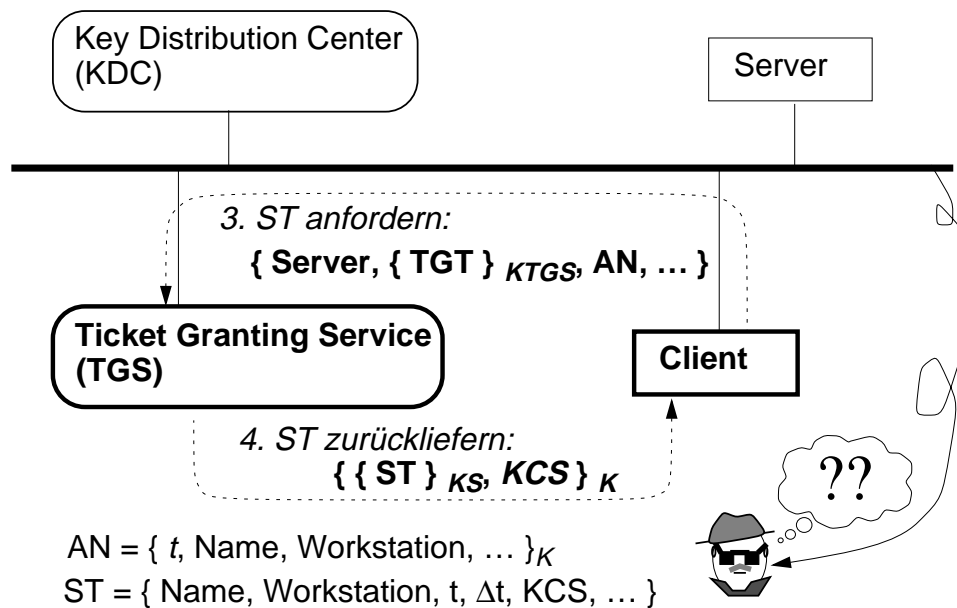 Key Distribution Center
(KDC)
Server
3. ST anfordern:
{ Server, { TGT } KTGS, AN, … }
Ticket Granting Service
(TGS)
Client
4. ST zurückliefern:
{ { ST } KS, KCS } K
??
AN = { t, Name, Workstation, … }K
ST = { Name, Workstation, t, Δt, KCS, … }